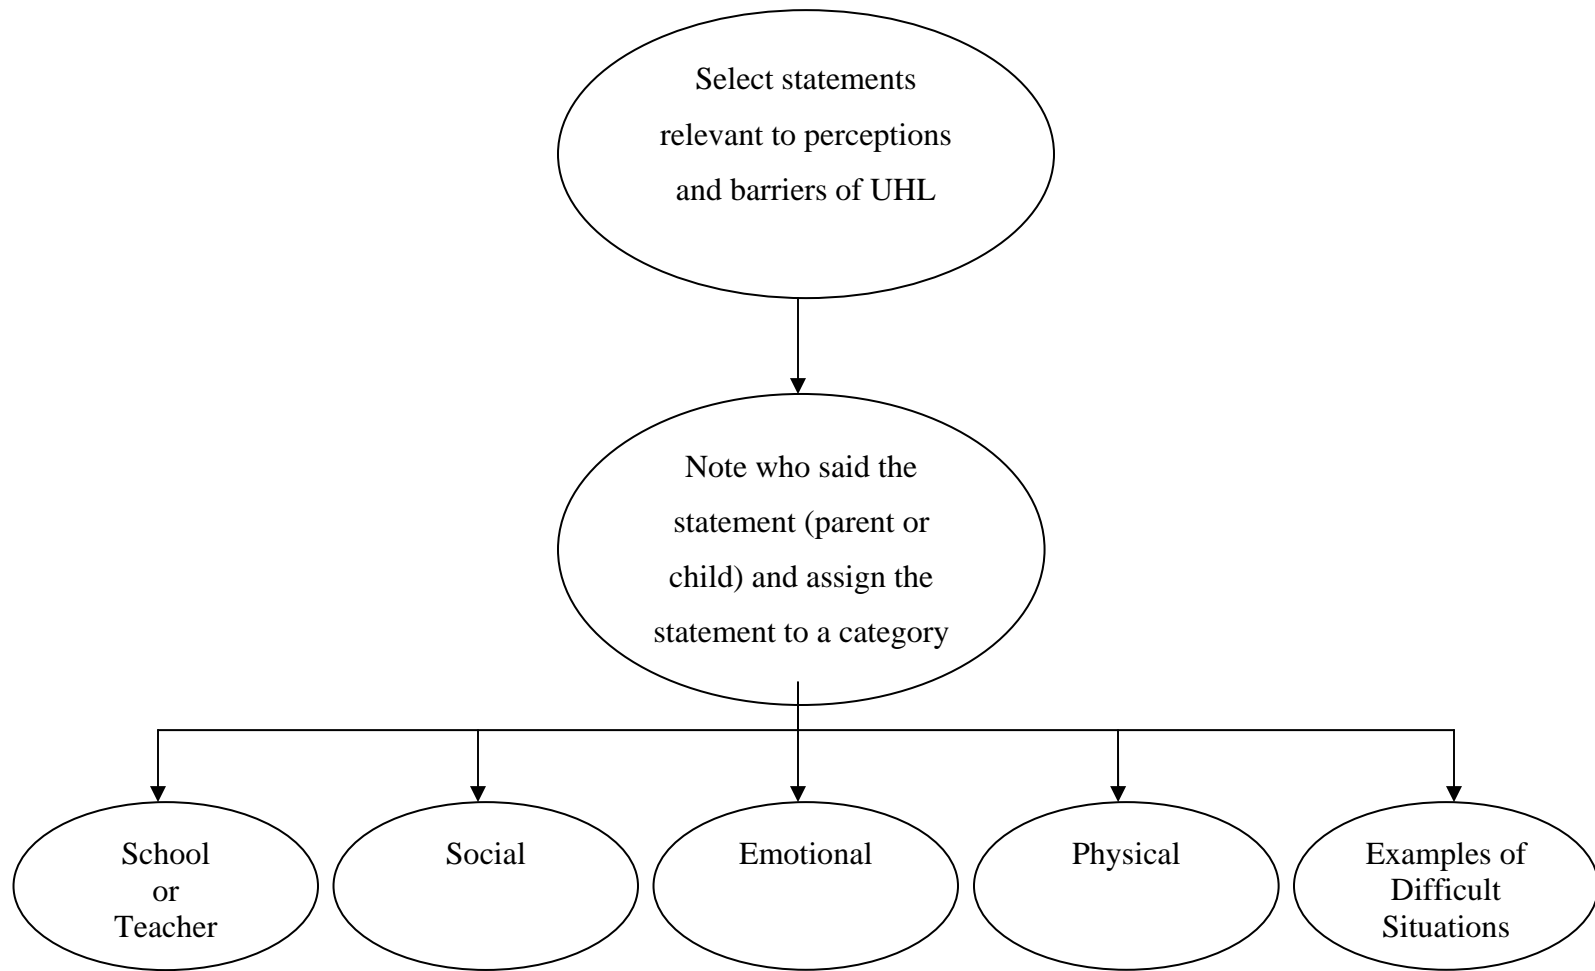 Select statements
relevant to perceptions
and barriers of UHL
Note who said the
statement (parent or
child) and assign the
statement to a category
School
or
Teacher
Social
Emotional
Physical
Examples of
Difficult
Situations